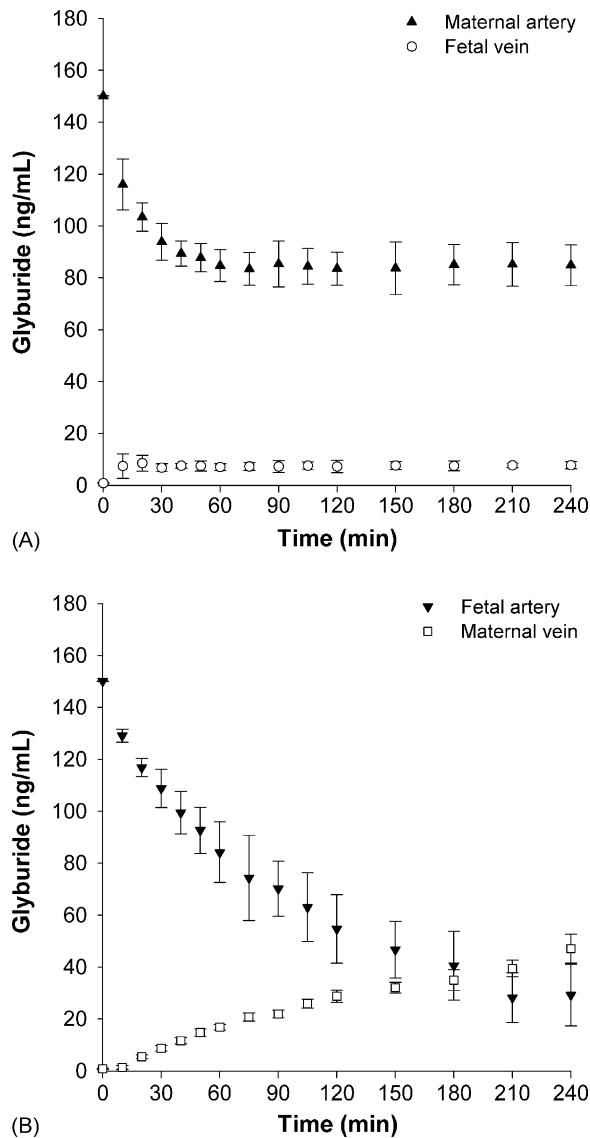 180
160
140
120
100
80
60
40
20
0
Glyburide (ng/mL)
Maternal artery
Fetal vein
0 30 60 90 120 150 180 210 240
Time (min)
(A)
180
160
140
120
100
80
60
40
20
0
Glyburide (ng/mL)
Fetal artery
Maternal vein
0 30 60 90 120 150 180 210 240
Time (min)
(B)